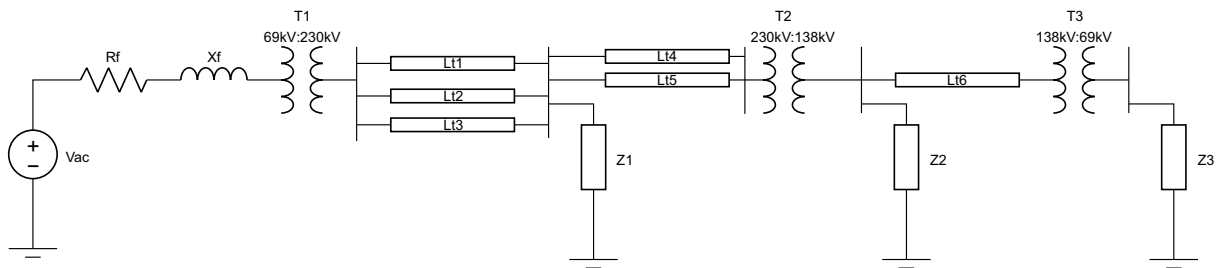 T1
T2
T3
69kV:230kV
230kV:138kV
138kV:69kV
Rf
Xf
Lt1
Lt4
Lt2
Lt5
Lt6
Lt3
+
−
Vac
Z1
Z2
Z3